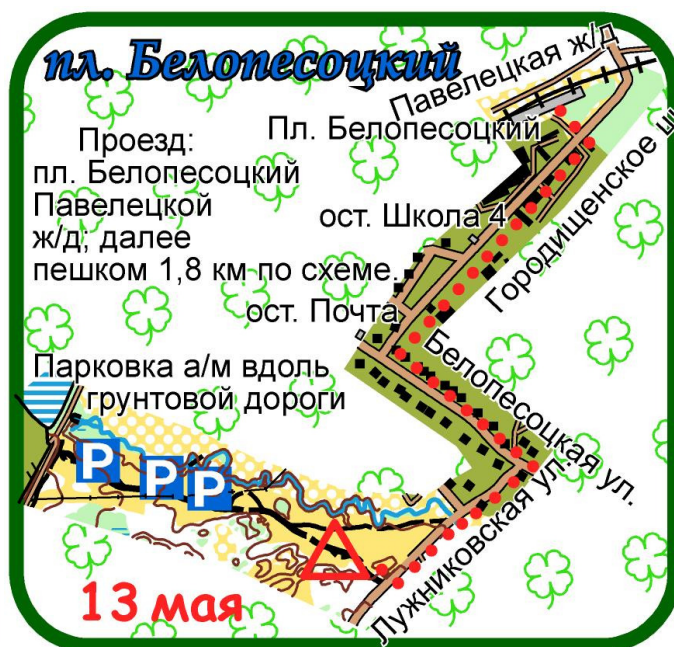 пл. Белопесоцкий
Павелецкая ж/д
Проезд:
пл. Белопесоцкий
Павелецкой
ж/д; далее
пешком 1,8 км по схеме.
Пл. Белопесоцкий
Городищенское ш
ост. Школа 4
ост. Почта
Белопесоцкая ул.
Парковка а/м вдоль
грунтовой дороги
P
P
P
Лужниковская ул.
13 мая